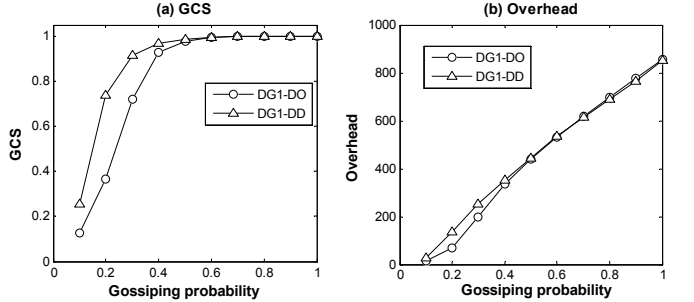 (a) GCS
1
0.8
0.6
0.4
0.2
0
GCS
DG1-DO
DG1-DD
0 0.2 0.4 0.6 0.8 1
Gossiping probability
(b) Overhead
1000
800
600
400
200
0
Overhead
DG1-DO
DG1-DD
0 0.2 0.4 0.6 0.8 1
Gossiping probability